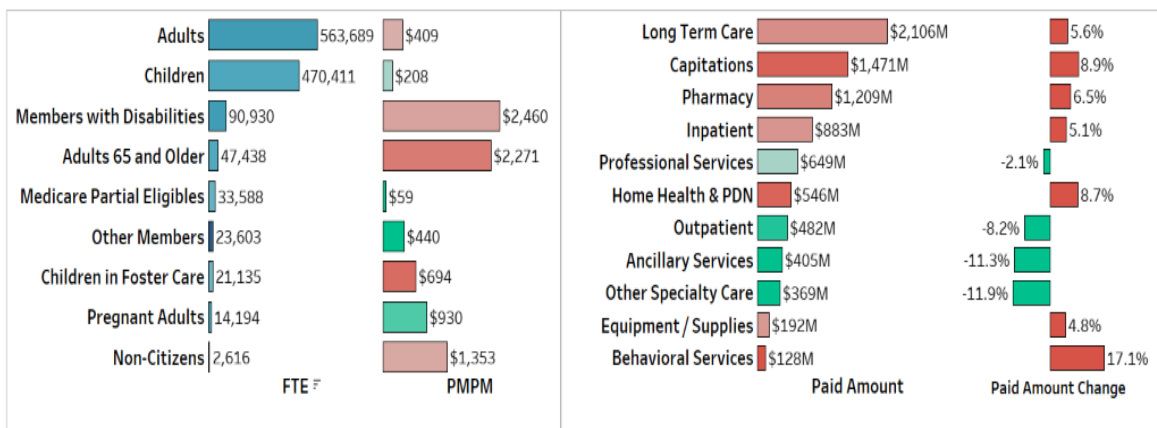 Adults 563,689 $409
Children 470,411 $208
Members with Disabilities 90,930 $2,460
Adults 65 and Older 47,438 $2,271
Medicare Partial Eligibles 33,588 $59
Other Members 23,603 $440
Children in Foster Care 21,135 $694
Pregnant Adults 14,194 $930
Non-Citizens 2,616 $1,353
FTE PMPM
Long Term Care $2,106M 5.6%
Capitations $1,471M 8.9%
Pharmacy $1,209M 6.5%
Inpatient $883M 5.1%
Professional Services $649M -2.1%
Home Health & PDN $546M 8.7%
Outpatient $482M -8.2%
Ancillary Services $405M -11.3%
Other Specialty Care $369M -11.9%
Equipment / Supplies $192M 4.8%
Behavioral Services $128M 17.1%
Paid Amount Paid Amount Change